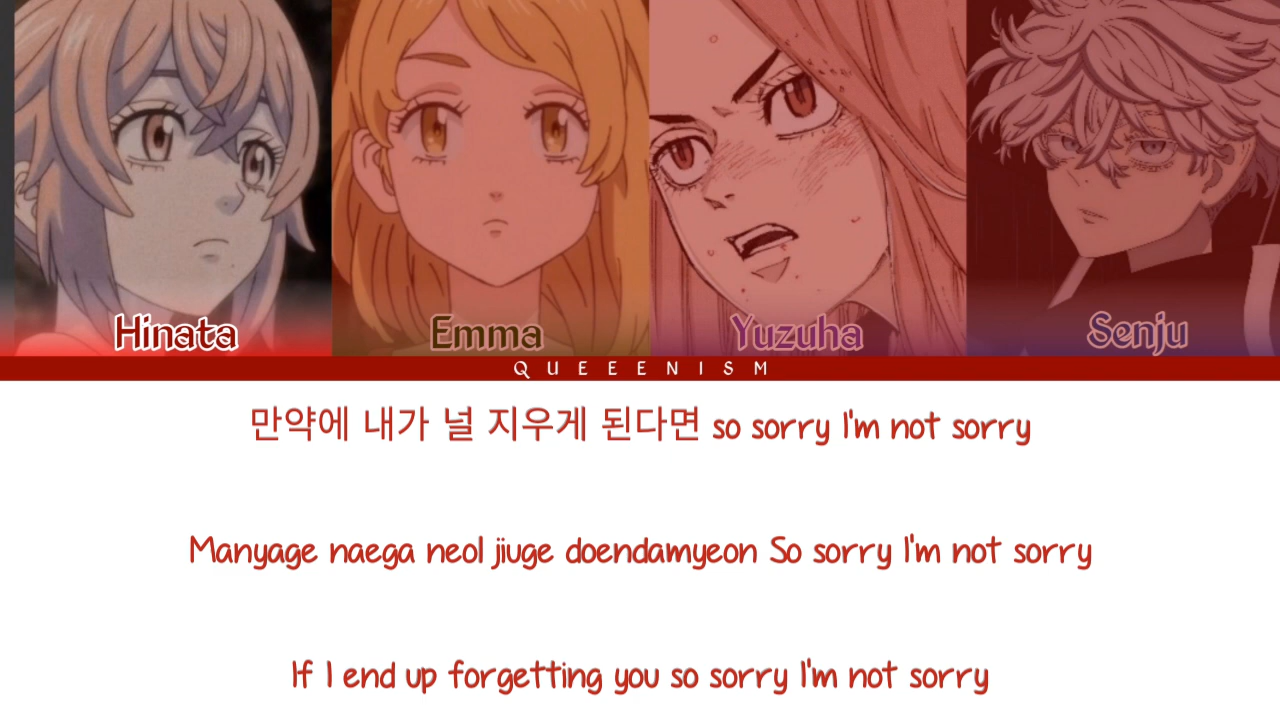 Hinata Emma Yuzuha Senju
QUEEENISM
만약에 내가 널 지우게 된다면 so sorry I'm not sorry
Manyage naega neol jiuge doendamyeon So sorry I'm not sorry
If I end up forgetting you so sorry I'm not sorry